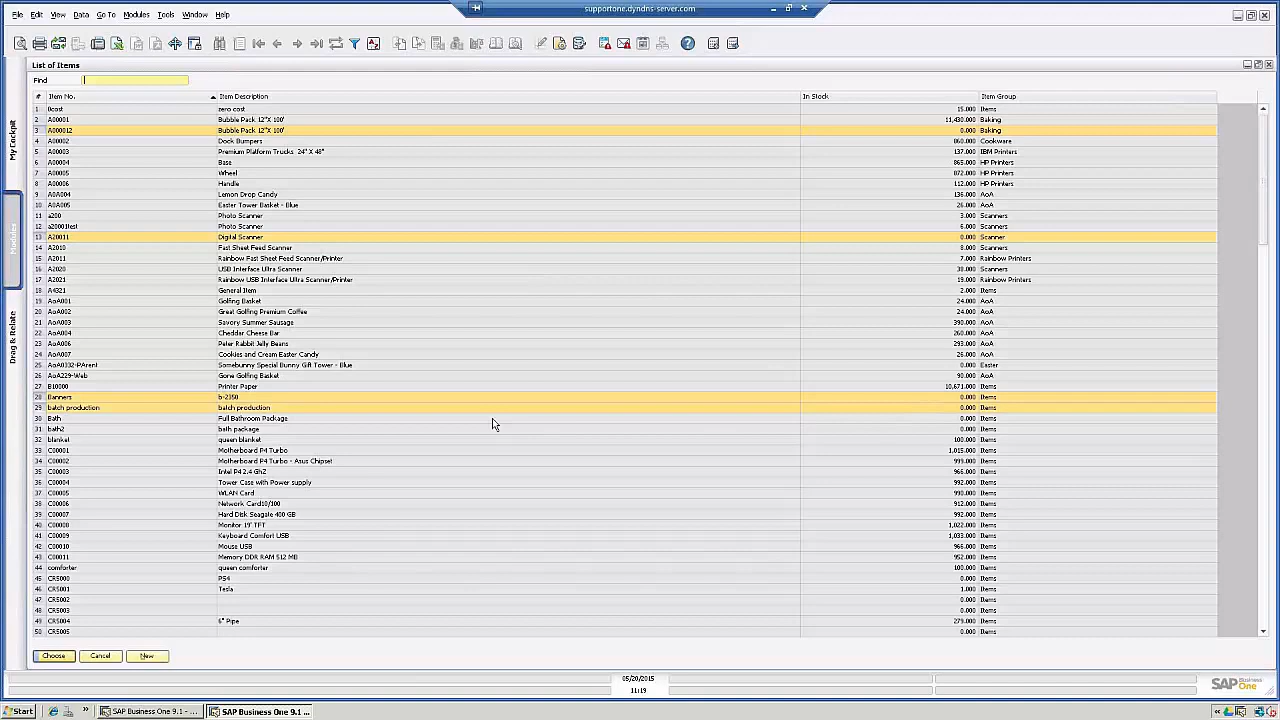 supportone.dyndns-server.com
File Edit View Data Go To Modules Tools Window Help
List of Items
Find
# Item No. Item Description In Stock Item Group
1 0cost zero cost 15.000 Items
2 A00001 Bubble Pack 12"X 100' 11,430.000 Baking
3 A000012 Bubble Pack 12"X 100' 0.000 Baking
4 A00002 Dock Bumpers 860.000 Cookware
5 A00003 Premium Platform Trucks 24" X 48" 137.000 IBM Printers
6 A00004 Base 865.000 HP Printers
7 A00005 Wheel 872.000 HP Printers
8 A00006 Handle 112.000 HP Printers
9 A0A004 Lemon Drop Candy 136.000 AoA
10 A0A005 Easter Tower Basket - Blue 26.000 AoA
11 a200 Photo Scanner 3.000 Scanners
12 a20001test Photo Scanner 6.000 Scanners
13 A20011 Digital Scanner 0.000 Scanner
14 A2010 Fast Sheet Feed Scanner 8.000 Scanners
15 A2011 Rainbow Fast Sheet Feed Scanner/Printer 7.000 Rainbow Printers
16 A2020 USB Interface Ultra Scanner 38.000 Scanners
17 A2021 Rainbow USB Interface Ultra Scanner/Printer 19.000 Rainbow Printers
18 A4321 General Item 2.000 Items
19 AoA001 Golfing Basket 24.000 AoA
20 AoA002 Great Golfing Premium Coffee 24.000 AoA
21 AoA003 Savory Summer Sausage 390.000 AoA
22 AoA004 Cheddar Cheese Bar 260.000 AoA
23 AoA006 Peter Rabbit Jelly Beans 293.000 AoA
24 AoA007 Cookies and Cream Easter Candy 26.000 AoA
25 AoA0332-PArent Somebunny Special Bunny Gift Tower - Blue 0.000 Easter
26 AoA229-Web Gone Golfing Basket 90.000 AoA
27 B10000 Printer Paper 10,671.000 Items
28 Banners b-2350 0.000 Items
29 batch production batch production 0.000 Items
30 Bath Full Bathroom Package 0.000 Items
31 bath2 bath package 0.000 Items
32 blanket queen blanket 100.000 Items
33 C00001 Motherboard P4 Turbo 1,015.000 Items
34 C00002 Motherboard P4 Turbo - Asus Chipset 999.000 Items
35 C00003 Intel P4 2.4 GhZ 966.000 Items
36 C00004 Tower Case with Power supply 992.000 Items
37 C00005 WLAN Card 990.000 Items
38 C00006 Network Card10/100 912.000 Items
39 C00007 Hard Disk Seagate 400 GB 992.000 Items
40 C00008 Monitor 19" TFT 1,022.000 Items
41 C00009 Keyboard Comfort USB 1,033.000 Items
42 C00010 Mouse USB 966.000 Items
43 C00011 Memory DDR RAM 512 MB 952.000 Items
44 comforter queen comforter 100.000 Items
45 CRS000 PS4 0.000 Items
46 CRS001 Tesla 1.000 Items
47 CRS002 0.000 Items
48 CRS003 0.000 Items
49 CRS004 6" Pipe 279.000 Items
50 CRS005 0.000 Items
My Cockpit
Modules
Drag & Relate
Choose Cancel New
05/20/2015
11:19
SAP Business One
Start SAP Business One 9.1 - ... SAP Business One 9.1 ...